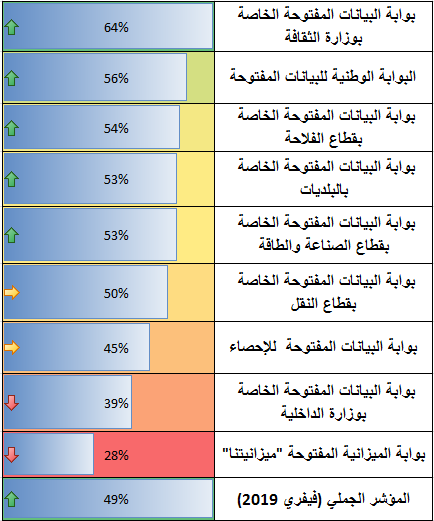 بوابة البيانات المفتوحة الخاصة
بوزارة الثقافة
64%
البوابة الوطنية للبيانات المفتوحة
56%
بوابة البيانات المفتوحة الخاصة
بقطاع الفلاحة
54%
بوابة البيانات المفتوحة الخاصة
بالبلديات
53%
بوابة البيانات المفتوحة الخاصة
بقطاع الصناعة والطاقة
53%
بوابة البيانات المفتوحة الخاصة
بقطاع النقل
50%
بوابة البيانات المفتوحة للإحصاء
45%
بوابة البيانات المفتوحة الخاصة
بوزارة الداخلية
39%
بوابة الميزانية المفتوحة "ميزانيتنا"
28%
المؤشر الجملي (فيفري 2019)
49%